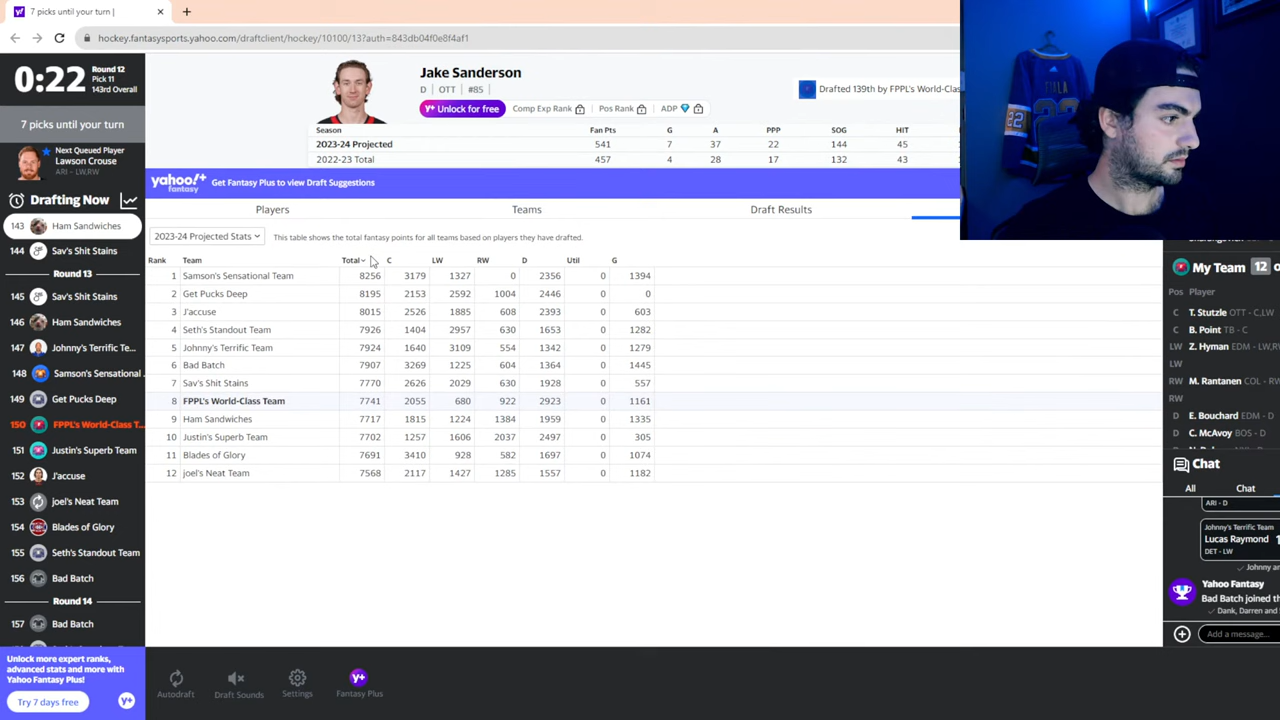 7 picks until your turn |
hockey.fantasysports.yahoo.com/draftclient/hockey/10100/13?auth=843db04f0e8f4af1
0:22
Round 12
Pick 11
143rd Overall
7 picks until your turn
Next Queued Player
Lawson Crouse
ARI - LW,RW
Drafting Now
143 Ham Sandwiches
144 Sav's Shit Stains
Round 13
145 Sav's Shit Stains
146 Ham Sandwiches
147 Johnny's Terrific Te...
148 Samson's Sensational
149 Get Pucks Deep
150 FPPL's World-Class T...
151 Justin's Superb Team
152 J'accuse
153 joel's Neat Team
154 Blades of Glory
155 Seth's Standout Team
156 Bad Batch
Round 14
157 Bad Batch
Unlock more expert ranks,
advanced stats and more with
Yahoo Fantasy Plus!
Try 7 days free
y+
Jake Sanderson
D | OTT | #85 |
y+ Unlock for free Comp Exp Rank Pos Rank ADP
Drafted 139th by FPPL's World-Clas
Season Fan Pts G A PPP SOG HIT
2023-24 Projected 541 7 37 22 144 45
2022-23 Total 457 4 28 17 132 43
yahoo!+
fantasy
Get Fantasy Plus to view Draft Suggestions
Players Teams Draft Results
2023-24 Projected Stats
This table shows the total fantasy points for all teams based on players they have drafted.
Rank Team Total C LW RW D Util G
1 Samson's Sensational Team 8256 3179 1327 0 2356 0 1394
2 Get Pucks Deep 8195 2153 2592 1004 2446 0 0
3 J'accuse 8015 2526 1885 608 2393 0 603
4 Seth's Standout Team 7926 1404 2957 630 1653 0 1282
5 Johnny's Terrific Team 7924 1640 3109 554 1342 0 1279
6 Bad Batch 7907 3269 1225 604 1364 0 1445
7 Sav's Shit Stains 7770 2626 2029 630 1928 0 557
8 FPPL's World-Class Team 7741 2055 680 922 2923 0 1161
9 Ham Sandwiches 7717 1815 1224 1384 1959 0 1335
10 Justin's Superb Team 7702 1257 1606 2037 2497 0 305
11 Blades of Glory 7691 3410 928 582 1697 0 1074
12 joel's Neat Team 7568 2117 1427 1285 1557 0 1182
Autodraft
Draft Sounds
Settings
y+
Fantasy Plus
22
My Team 12 o
Pos Player
C T. Stutzle OTT - C,LW
C B. Point TB - C
LW Z. Hyman EDM - LW,R
LW
RW M. Rantanen COL - R
RW
D E. Bouchard EDM - D
D C. McAvoy BOS - D
Chat
All Chat
ARI - D
Johnny's Terrific Team
Lucas Raymond
DET - LW
Johnny an
Yahoo Fantasy
Bad Batch joined th
Dank, Darren and
Add a message...